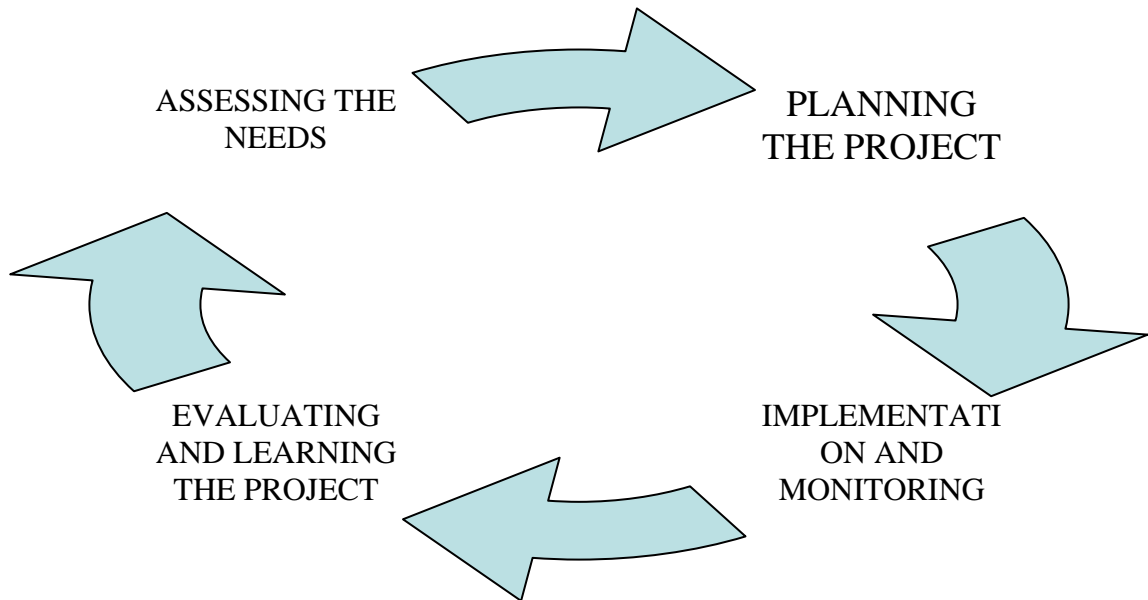 ASSESSING THE
NEEDS
PLANNING
THE PROJECT
EVALUATING
AND LEARNING
THE PROJECT
IMPLEMENTATI
ON AND
MONITORING